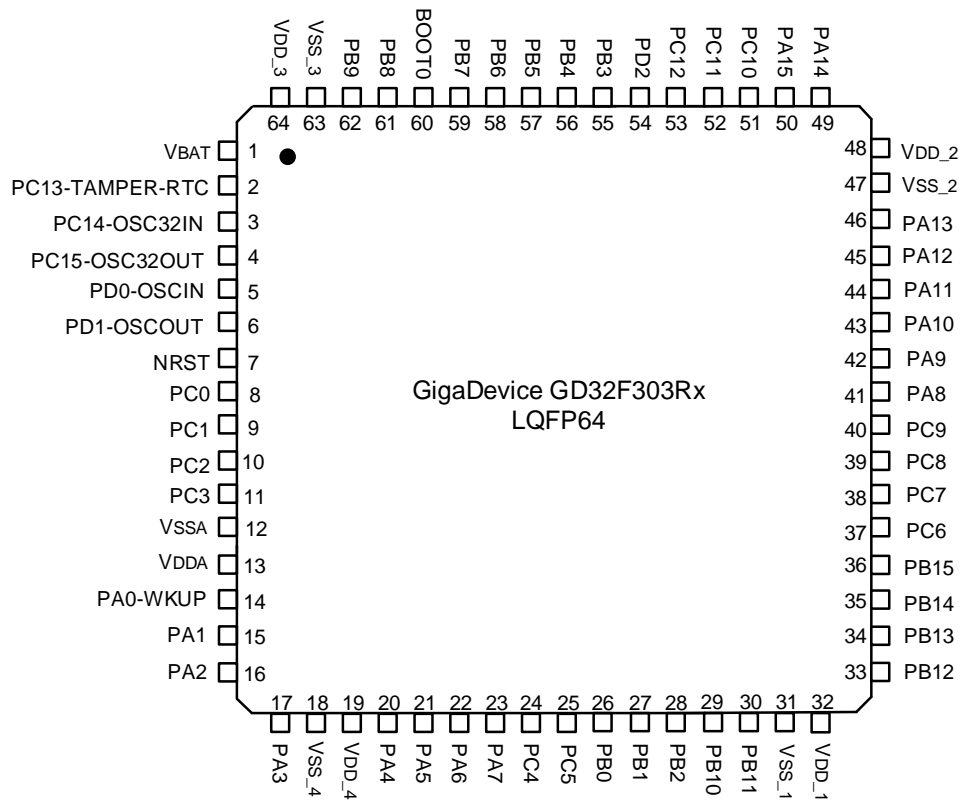 VDD_3
VSS_3
PB9
PB8
BOOT0
PB7
PB6
PB5
PB4
PB3
PD2
PC12
PC11
PC10
PA15
PA14
64 63 62 61 60 59 58 57 56 55 54 53 52 51 50 49
VBAT 1
PC13-TAMPER-RTC 2
PC14-OSC32IN 3
PC15-OSC32OUT 4
PD0-OSCIN 5
PD1-OSCOUT 6
NRST 7
PC0 8
PC1 9
PC2 10
PC3 11
VSSA 12
VDDA 13
PA0-WKUP 14
PA1 15
PA2 16
GigaDevice GD32F303Rx
LQFP64
48 VDD_2
47 VSS_2
46 PA13
45 PA12
44 PA11
43 PA10
42 PA9
41 PA8
40 PC9
39 PC8
38 PC7
37 PC6
36 PB15
35 PB14
34 PB13
33 PB12
17 18 19 20 21 22 23 24 25 26 27 28 29 30 31 32
PA3
VSS_4
VDD_4
PA4
PA5
PA6
PA7
PC4
PC5
PB0
PB1
PB2
PB10
PB11
VSS_1
VDD_1